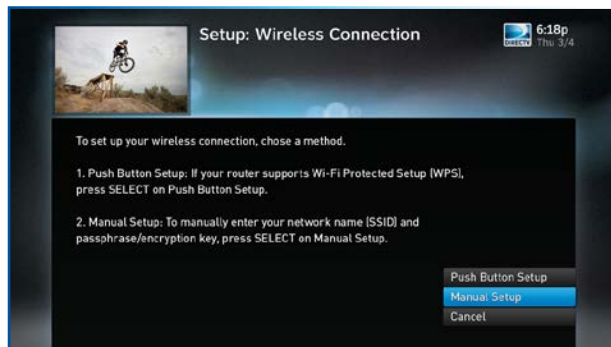 Setup: Wireless Connection
DIRECTV
6:18p
Thu 3/4
To set up your wireless connection, chose a method.
1. Push Button Setup: If your router supports Wi-Fi Protected Setup (WPS),
press SELECT on Push Button Setup.
2. Manual Setup: To manually enter your network name (SSID) and
passphrase/encryption key, press SELECT on Manual Setup.
Push Button Setup
Manual Setup
Cancel